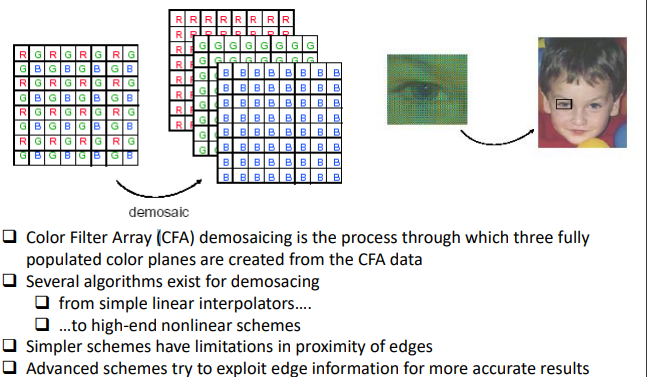 R G R G R G R G
G B G B G B G B
R G R G R G R G
G B G B G B G B
R G R G R G R G
G B G B G B G B
R G R G R G R G
G B G B G B G B
R R R R R R R R
R
R
R
R
R
R
R
G G G G G G G G
G
G
G
G
G
G
G
B B B B B B B B
B B B B B B B B
B B B B B B B B
B B B B B B B B
B B B B B B B B
B B B B B B B B
B B B B B B B B
B B B B B B B B
demosaic
Color Filter Array (CFA) demosaicing is the process through which three fully
populated color planes are created from the CFA data
Several algorithms exist for demosacing
from simple linear interpolators....
...to high-end nonlinear schemes
Simpler schemes have limitations in proximity of edges
Advanced schemes try to exploit edge information for more accurate results